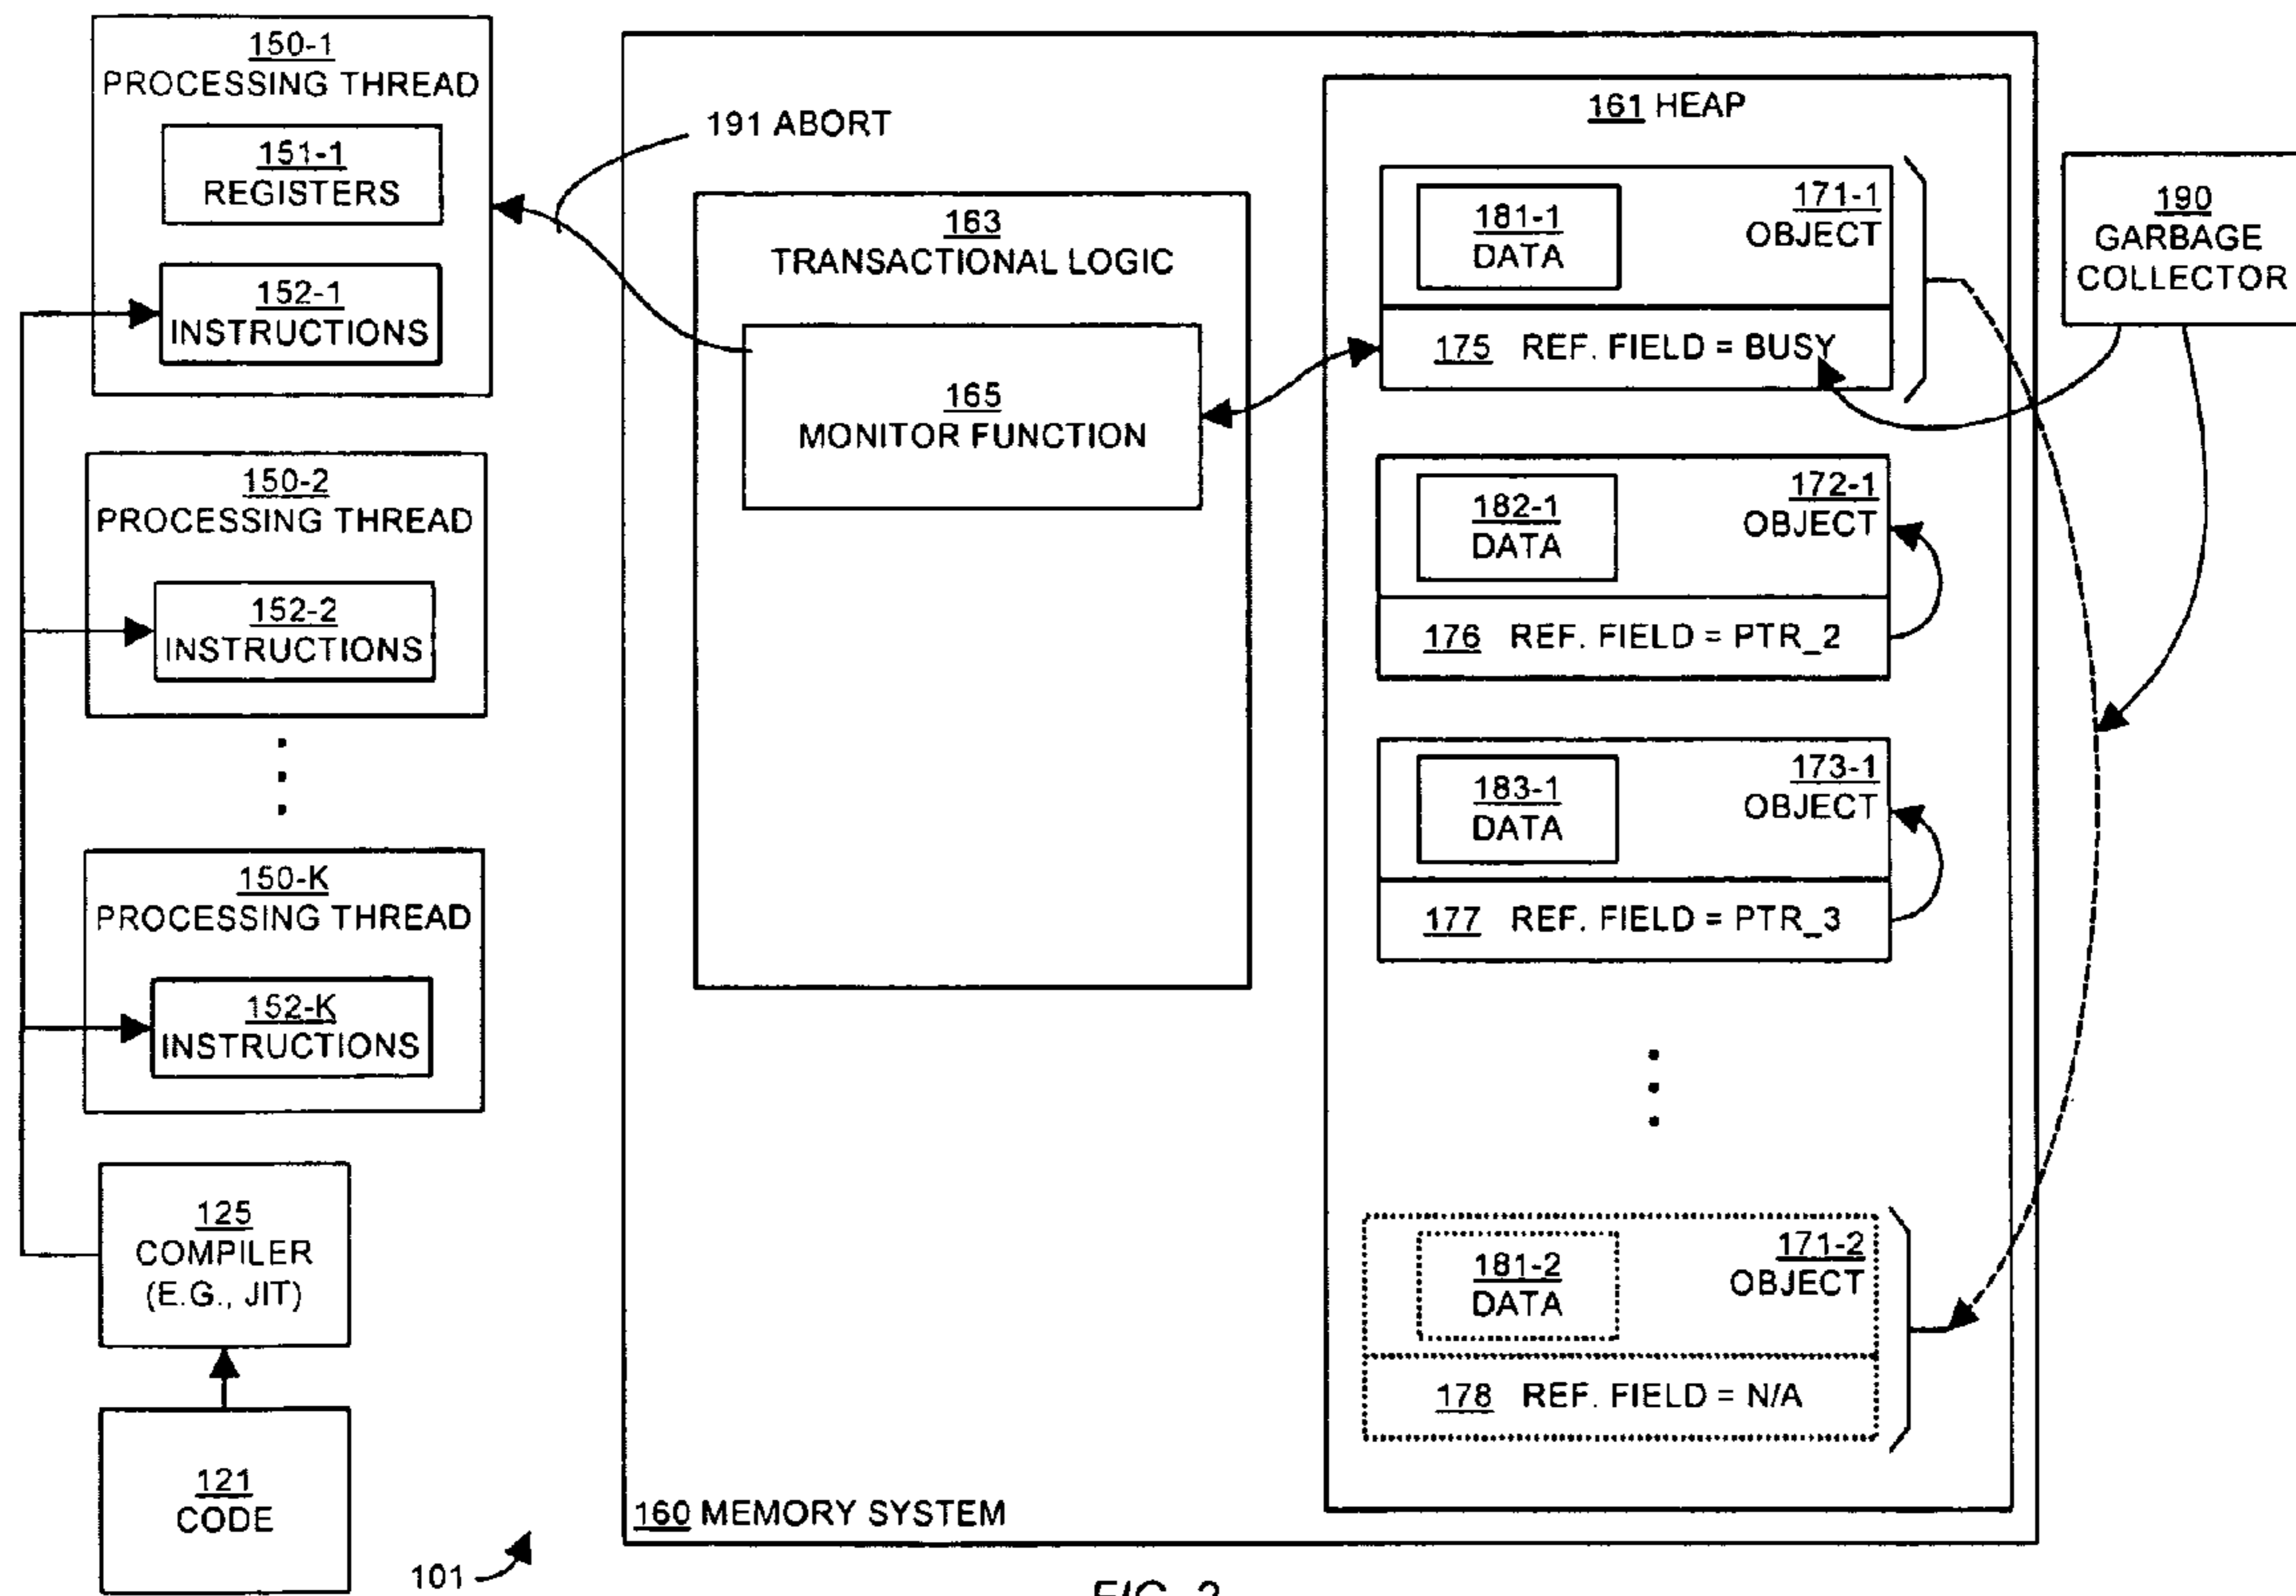 150-1
PROCESSING THREAD
151-1
REGISTERS
152-1
INSTRUCTIONS
150-2
PROCESSING THREAD
152-2
INSTRUCTIONS
150-K
PROCESSING THREAD
152-K
INSTRUCTIONS
125
COMPILER
(E.G., JIT)
121
CODE
101
191 ABORT
163
TRANSACTIONAL LOGIC
165
MONITOR FUNCTION
160 MEMORY SYSTEM
161 HEAP
181-1
DATA
171-1
OBJECT
175 REF. FIELD = BUSY
182-1
DATA
172-1
OBJECT
176 REF. FIELD = PTR_2
183-1
DATA
173-1
OBJECT
177 REF. FIELD = PTR_3
181-2
DATA
171-2
OBJECT
178 REF. FIELD = N/A
190
GARBAGE
COLLECTOR